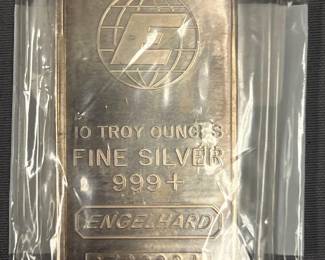 E
10 TROY OUNCES
FINE SILVER
999+
ENGELHARD